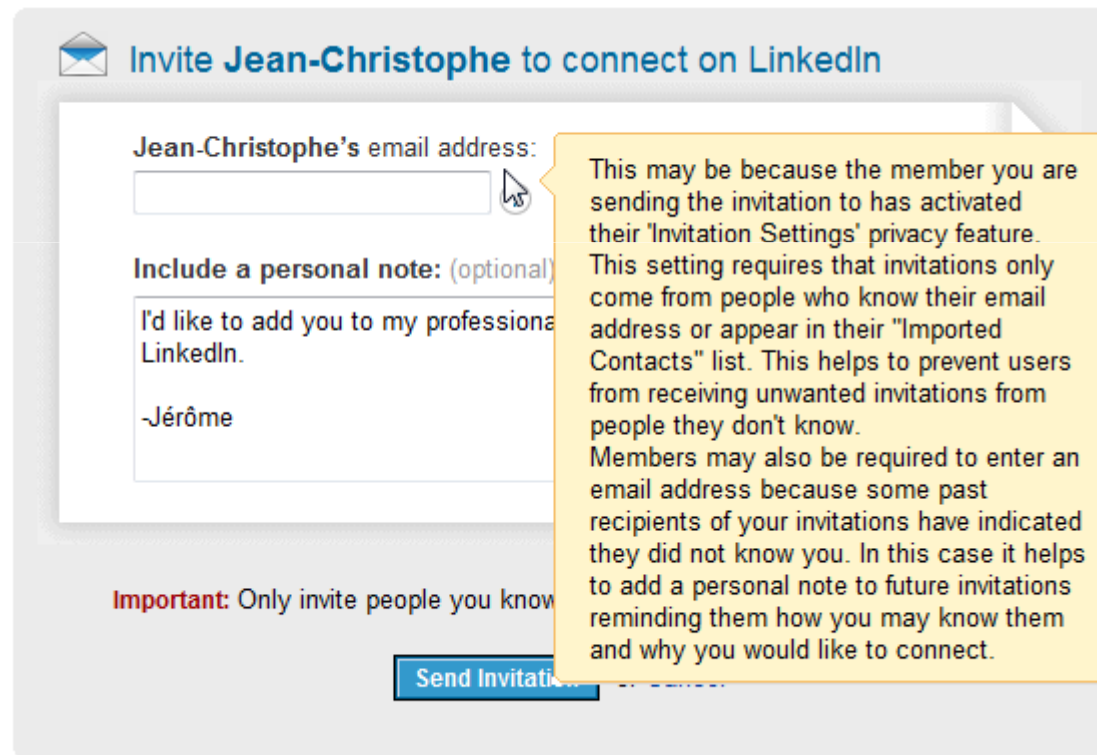 Invite Jean-Christophe to connect on LinkedIn
Jean-Christophe's email address:
Include a personal note: (optional)
I'd like to add you to my professiona
LinkedIn.
-Jérôme
This may be because the member you are
sending the invitation to has activated
their 'Invitation Settings' privacy feature.
This setting requires that invitations only
come from people who know their email
address or appear in their "Imported
Contacts" list. This helps to prevent users
from receiving unwanted invitations from
people they don't know.
Members may also be required to enter an
email address because some past
recipients of your invitations have indicated
they did not know you. In this case it helps
to add a personal note to future invitations
reminding them how you may know them
and why you would like to connect.
Important: Only invite people you know
Send Invitation